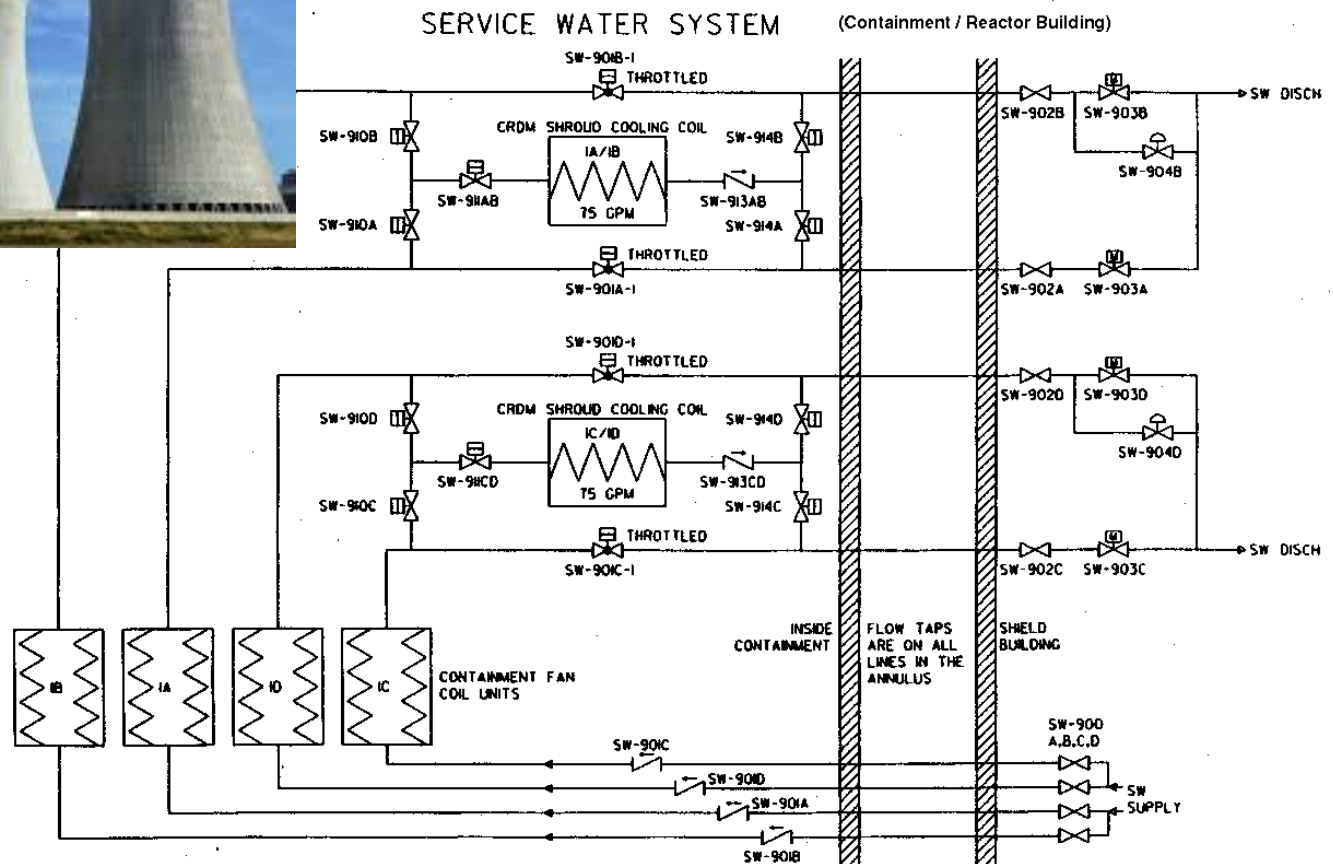 SERVICE WATER SYSTEM (Containment / Reactor Building)
SW-901B-1
THROTTLED
SW-902B SW-903B
SW DISCH
SW-910B
CRDM SHROUD COOLING COIL
SW-914B
1A/1B
SW-904B
SW-911AB
SW-913AB
SW-910A
75 GPM
SW-914A
THROTTLED
SW-901A-1
SW-902A SW-903A
SW-901D-1
THROTTLED
SW-902D SW-903D
SW-910D
CRDM SHROUD COOLING COIL
SW-914D
1C/1D
SW-904D
SW-911CD
SW-913CD
SW-910C
75 GPM
SW-914C
THROTTLED
SW DISCH
SW-901C-1
SW-902C SW-903C
INSIDE
CONTAINMENT
FLOW TAPS
ARE ON ALL
LINES IN THE
ANNULUS
SHIELD
BUILDING
1B
1A
1D
1C
CONTAINMENT FAN
COIL UNITS
SW-900
A,B,C,D
SW-901C
SW-901D
SW-901A
SW-901B
SW
SUPPLY
M
M
M
M